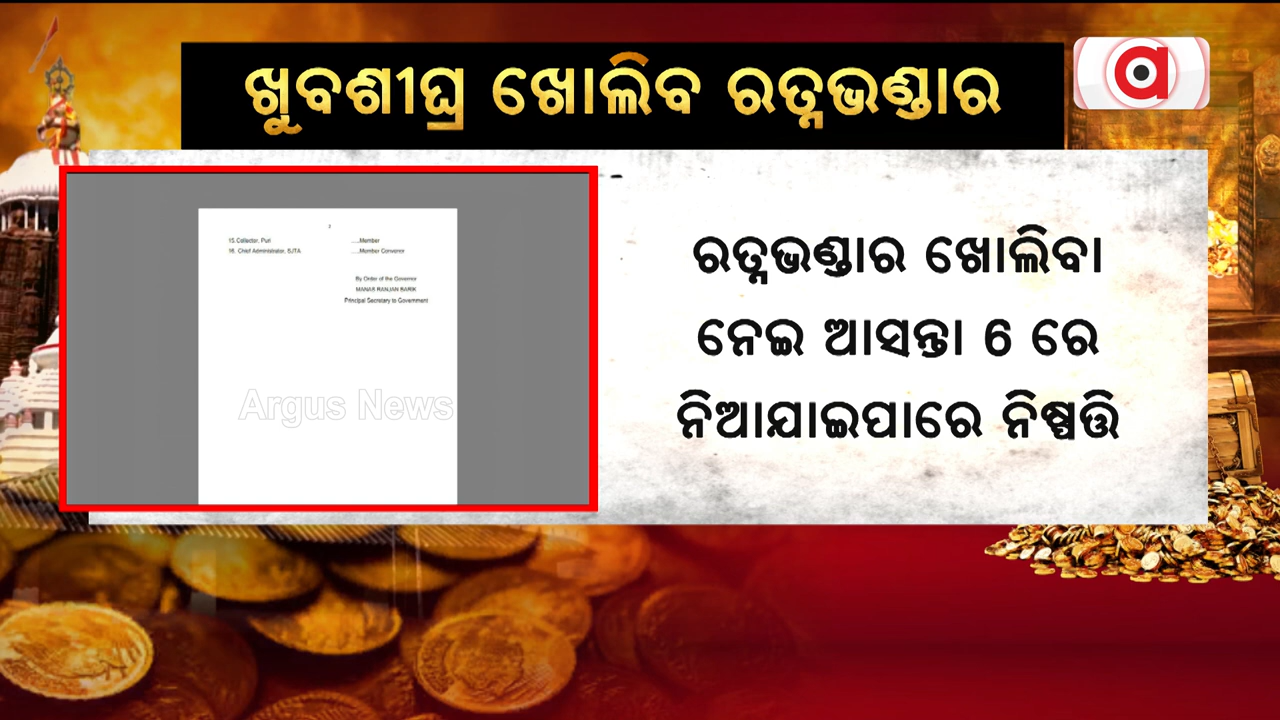 ଖୁବଶୀଘ୍ର ଖୋଲିବ ରତ୍ନଭଣ୍ଡାର
a
2
15. Collector, Puri .....Member
16. Chief Administrator, SJTA .....Member Convenor
By Order of the Governor
MANAS RANJAN BARIK
Principal Secretary to Government
Argus News
ରତ୍ନଭଣ୍ଡାର ଖୋଲିବା
ନେଇ ଆସନ୍ତା 6 ରେ
ନିଆଯାଇପାରେ ନିଷ୍ପତ୍ତି